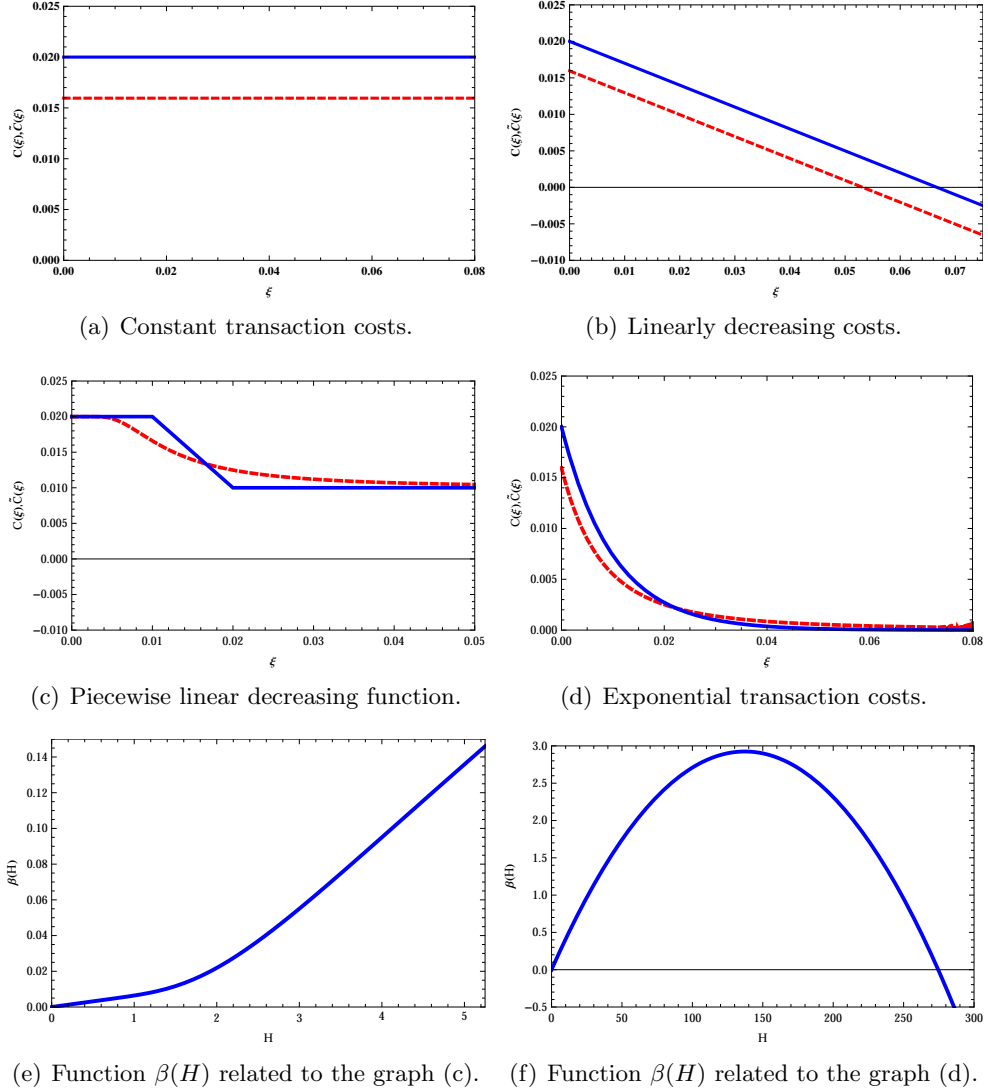 0.025
0.020
0.015
0.010
0.005
0.000
C(ξ),C̃(ξ)
0.00 0.02 0.04 0.06 0.08
ξ
(a) Constant transaction costs.
0.025
0.020
0.015
0.010
0.005
0.000
−0.005
−0.010
C(ξ),C̃(ξ)
0.00 0.01 0.02 0.03 0.04 0.05 0.06 0.07
ξ
(b) Linearly decreasing costs.
0.025
0.020
0.015
0.010
0.005
0.000
−0.005
−0.010
C(ξ),C̃(ξ)
0.00 0.01 0.02 0.03 0.04 0.05
ξ
(c) Piecewise linear decreasing function.
0.025
0.020
0.015
0.010
0.005
0.000
C(ξ),C̃(ξ)
0.00 0.02 0.04 0.06 0.08
ξ
(d) Exponential transaction costs.
0.14
0.12
0.10
0.08
0.06
0.04
0.02
0.00
β(H)
0 1 2 3 4 5
H
(e) Function β(H) related to the graph (c).
3.0
2.5
2.0
1.5
1.0
0.5
0.0
−0.5
β(H)
0 50 100 150 200 250 300
H
(f) Function β(H) related to the graph (d).